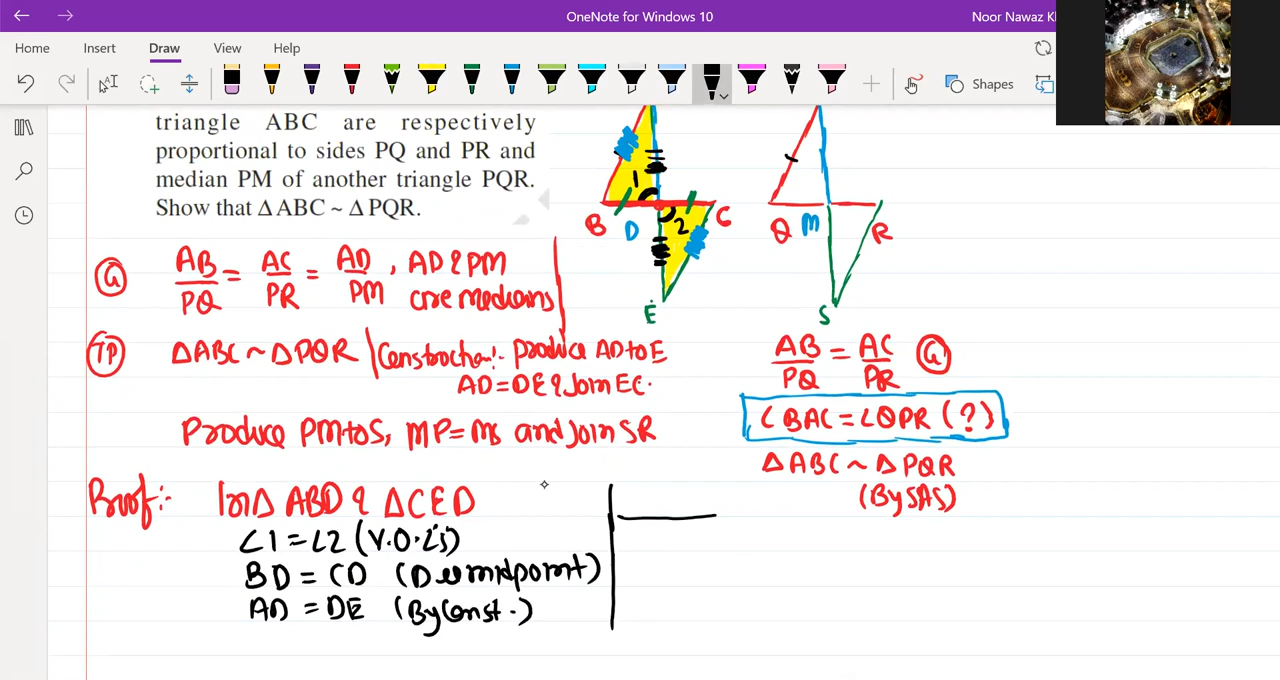 OneNote for Windows 10
Noor Nawaz Kh
Home Insert Draw View Help
Shapes
triangle ABC are respectively
proportional to sides PQ and PR and
median PM of another triangle PQR.
Show that Δ ABC ~ Δ PQR.
1
2
B D C
E
Q M R
S
G AB/PQ = AC/PR = AD/PM , AD & PM
are medians
TP ΔABC ~ ΔPQR | Construction:- produce AD to E
AD = DE & Join EC.
Produce PM to S, MP = MS and join SR
AB/PQ = AC/PR G
∠BAC = ∠QPR (?)
ΔABC ~ ΔPQR
(By SAS)
Proof:- In Δ ABD & ΔCED
∠1 = ∠2 (V.O.∠'s)
BD = CD (D is midpoint)
AD = DE (By Const.)